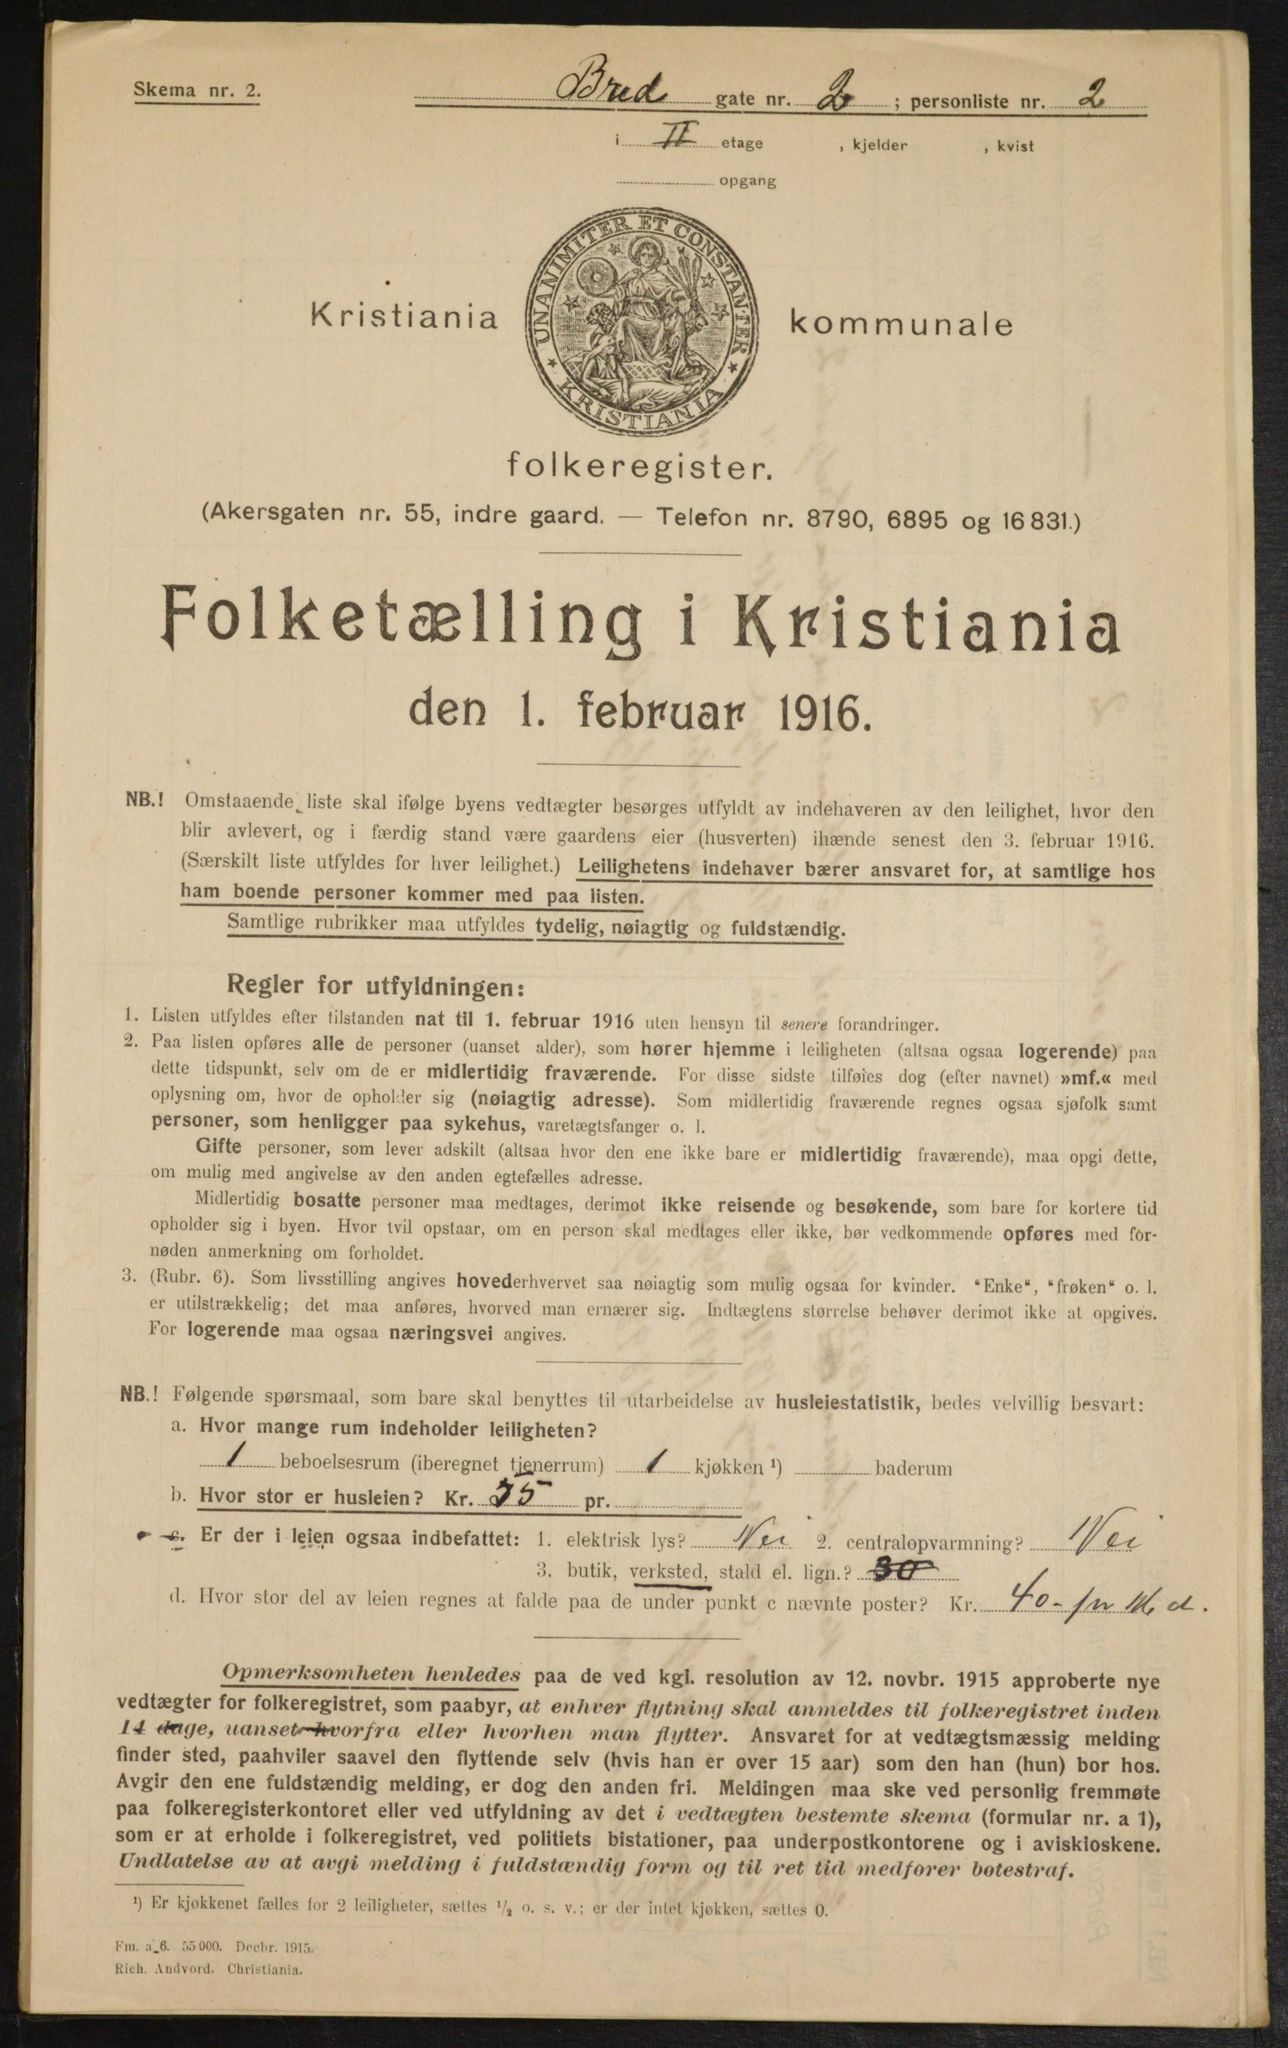 Skema nr. 2.
Bred gate nr. 2 ; personliste nr. 2
i II etage , kjelder , kvist
opgang
UNANIMITER ET CONSTANTER
KRISTIANIA
Kristiania kommunale
folkeregister.
(Akersgaten nr. 55, indre gaard. — Telefon nr. 8790, 6895 og 16831.)
Folketælling i Kristiania
den 1. februar 1916.
NB.! Omstaaende liste skal ifølge byens vedtægter besørges utfyldt av indehaveren av den leilighet, hvor den
blir avlevert, og i færdig stand være gaardens eier (husverten) ihænde senest den 3. februar 1916.
(Særskilt liste utfyldes for hver leilighet.) Leilighetens indehaver bærer ansvaret for, at samtlige hos
ham boende personer kommer med paa listen.
Samtlige rubrikker maa utfyldes tydelig, nøiagtig og fuldstændig.
Regler for utfyldningen:
1. Listen utfyldes efter tilstanden nat til 1. februar 1916 uten hensyn til senere forandringer.
2. Paa listen opføres alle de personer (uanset alder), som hører hjemme i leiligheten (altsaa ogsaa logerende) paa
dette tidspunkt, selv om de er midlertidig fraværende. For disse sidste tilføies dog (efter navnet) »mf.« med
oplysning om, hvor de opholder sig (nøiagtig adresse). Som midlertidig fraværende regnes ogsaa sjøfolk samt
personer, som henligger paa sykehus, varetægtsfanger o. l.
Gifte personer, som lever adskilt (altsaa hvor den ene ikke bare er midlertidig fraværende), maa opgi dette,
om mulig med angivelse av den anden egtefælles adresse.
Midlertidig bosatte personer maa medtages, derimot ikke reisende og besøkende, som bare for kortere tid
opholder sig i byen. Hvor tvil opstaar, om en person skal medtages eller ikke, bør vedkommende opføres med for-
nøden anmerkning om forholdet.
3. (Rubr. 6). Som livsstilling angives hovederhvervet saa nøiagtig som mulig ogsaa for kvinder. "Enke", "frøken" o. l.
er utilstrækkelig; det maa anføres, hvorved man ernærer sig. Indtægtens størrelse behøver derimot ikke at opgives.
For logerende maa ogsaa næringsvei angives.
NB.! Følgende spørsmaal, som bare skal benyttes til utarbeidelse av husleiestatistik, bedes velvillig besvart:
a. Hvor mange rum indeholder leiligheten?
1 beboelsesrum (iberegnet tjenerrum) 1 kjøkken ¹) baderum
b. Hvor stor er husleien? Kr. 35 pr.
c. Er der i leien ogsaa indbefattet: 1. elektrisk lys? Nei 2. centralopvarmning? Nei
3. butik, verksted, stald el. lign.? 30
d. Hvor stor del av leien regnes at falde paa de under punkt c nævnte poster? Kr. 40- pr M d.
Opmerksomheten henledes paa de ved kgl. resolution av 12. novbr. 1915 approberte nye
vedtægter for folkeregistret, som paabyr, at enhver flytning skal anmeldes til folkeregistret inden
14 dage, uanset hvorfra eller hvorhen man flytter. Ansvaret for at vedtægtsmæssig melding
finder sted, paahviler saavel den flyttende selv (hvis han er over 15 aar) som den han (hun) bor hos.
Avgir den ene fuldstændig melding, er dog den anden fri. Meldingen maa ske ved personlig fremmøte
paa folkeregisterkontoret eller ved utfyldning av det i vedtægten bestemte skema (formular nr. a 1),
som er at erholde i folkeregistret, ved politiets bistationer, paa underpostkontorene og i aviskioskene.
Undlatelse av at avgi melding i fuldstændig form og til ret tid medfører bøtestraf.
¹) Er kjøkkenet fælles for 2 leiligheter, sættes ½ o. s. v.; er der intet kjøkken, sættes 0.
Fm. a 6. 55 000. Decbr. 1915.
Rich. Andvord. Christiania.